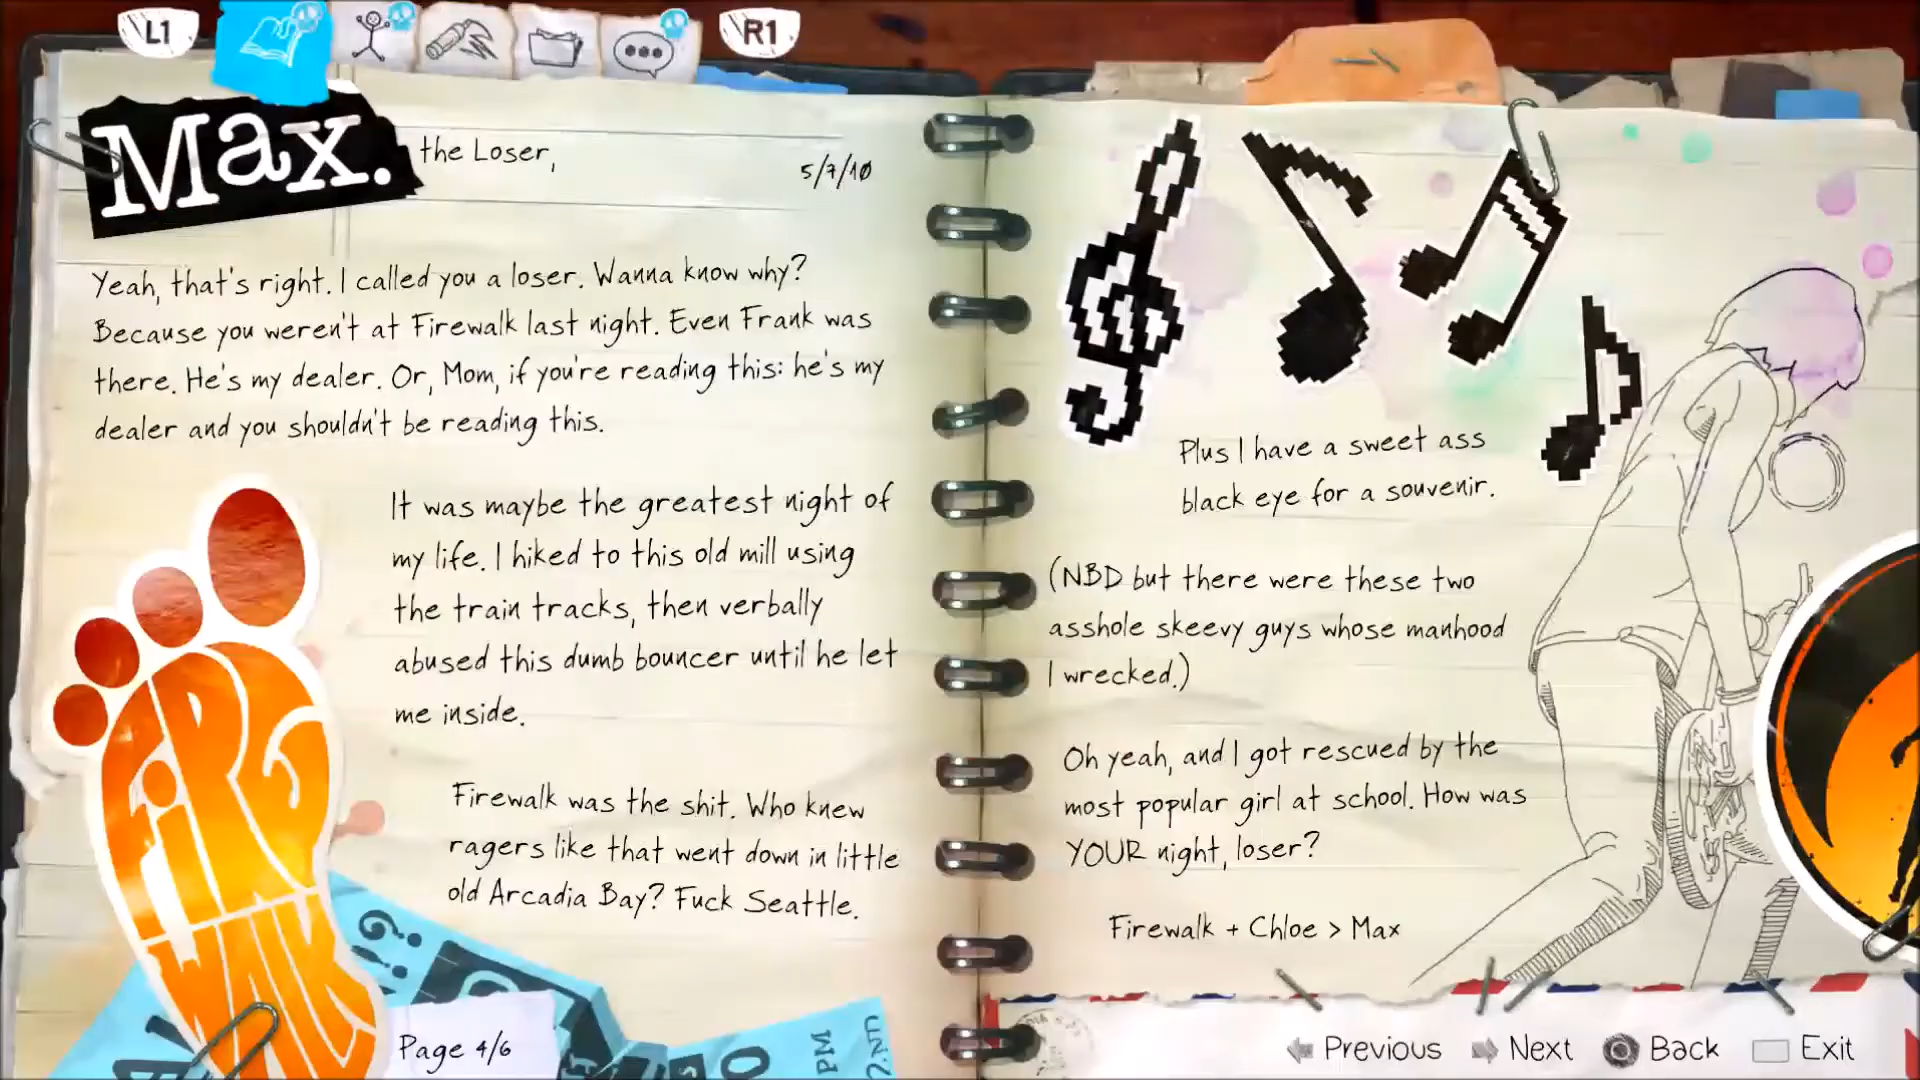 L1
R1
Max.
the Loser,
5/7/10
Yeah, that's right. I called you a loser. Wanna know why?
Because you weren't at Firewalk last night. Even Frank was
there. He's my dealer. Or, Mom, if you're reading this: he's my
dealer and you shouldn't be reading this.
It was maybe the greatest night of
my life. I hiked to this old mill using
the train tracks, then verbally
abused this dumb bouncer until he let
me inside.
Firewalk was the shit. Who knew
ragers like that went down in little
old Arcadia Bay? Fuck Seattle.
FiRE
WALK
PM
Page 4/6
Plus I have a sweet ass
black eye for a souvenir.
(NBD but there were these two
asshole skeevy guys whose manhood
I wrecked.)
Oh yeah, and I got rescued by the
most popular girl at school. How was
YOUR night, loser?
Firewalk + Chloe > Max
Previous
Next
Back
Exit